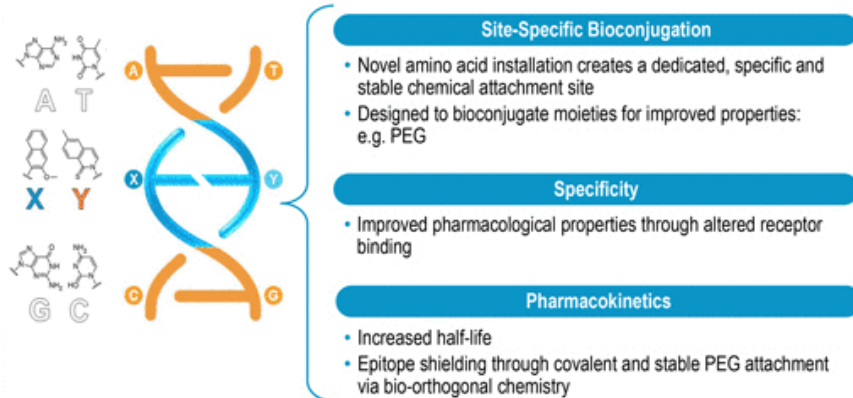 Site-Specific Bioconjugation
• Novel amino acid installation creates a dedicated, specific and
stable chemical attachment site
• Designed to bioconjugate moieties for improved properties:
e.g. PEG
Specificity
• Improved pharmacological properties through altered receptor
binding
Pharmacokinetics
• Increased half-life
• Epitope shielding through covalent and stable PEG attachment
via bio-orthogonal chemistry
A T
X Y
G C
A T
X Y
C G